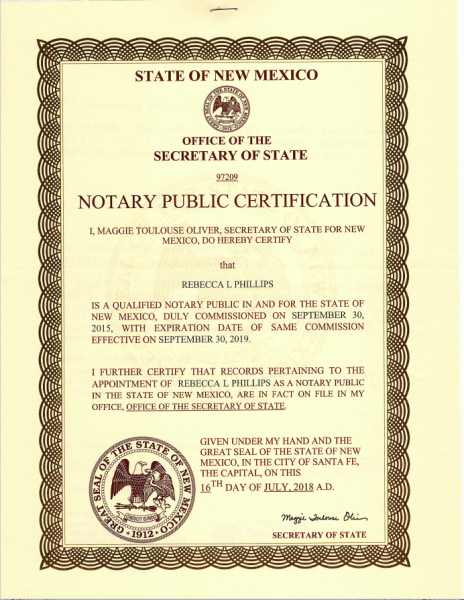 STATE OF NEW MEXICO
OFFICE OF THE
SECRETARY OF STATE
97209
NOTARY PUBLIC CERTIFICATION
I, MAGGIE TOULOUSE OLIVER, SECRETARY OF STATE FOR NEW
MEXICO, DO HEREBY CERTIFY
that
REBECCA L PHILLIPS
IS A QUALIFIED NOTARY PUBLIC IN AND FOR THE STATE OF
NEW MEXICO, DULY COMMISSIONED ON SEPTEMBER 30,
2015, WITH EXPIRATION DATE OF SAME COMMISSION
EFFECTIVE ON SEPTEMBER 30, 2019.
I FURTHER CERTIFY THAT RECORDS PERTAINING TO THE
APPOINTMENT OF REBECCA L PHILLIPS AS A NOTARY PUBLIC
IN THE STATE OF NEW MEXICO, ARE IN FACT ON FILE IN MY
OFFICE, OFFICE OF THE SECRETARY OF STATE.
GREAT SEAL OF THE STATE OF NEW MEXICO
•1912•
GIVEN UNDER MY HAND AND THE
GREAT SEAL OF THE STATE OF NEW
MEXICO, IN THE CITY OF SANTA FE,
THE CAPITAL, ON THIS
16TH DAY OF JULY, 2018 A.D.
Maggie Toulouse Oliver
SECRETARY OF STATE